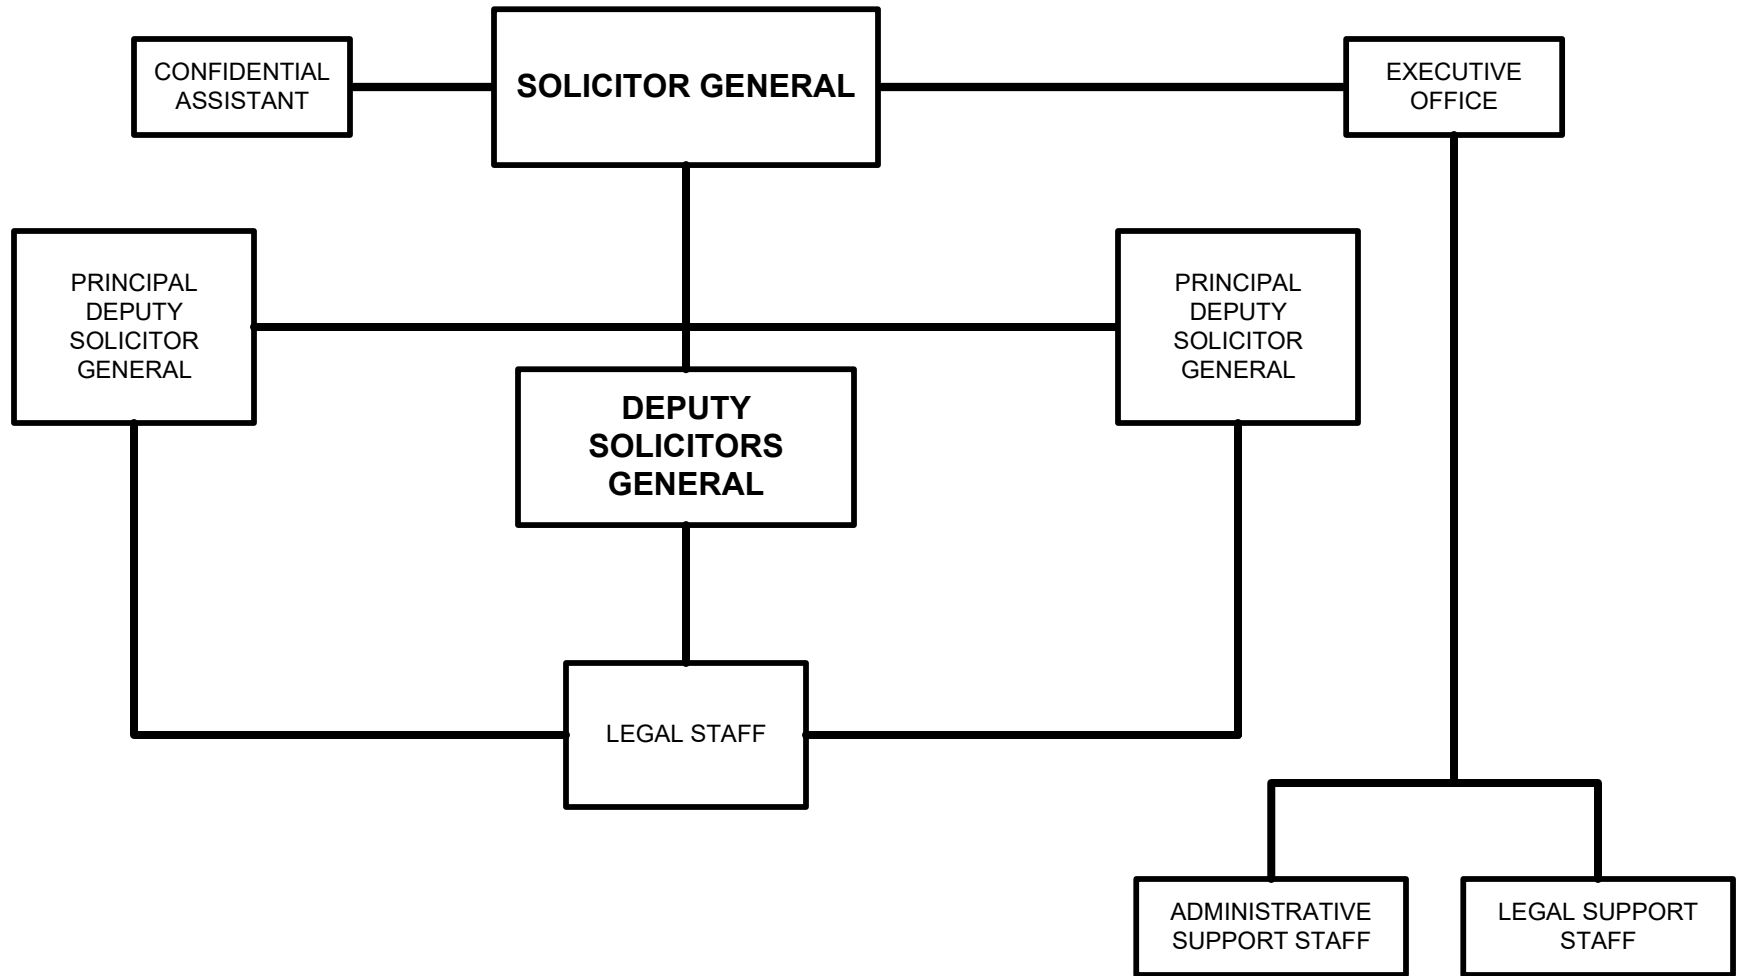 CONFIDENTIAL
ASSISTANT
SOLICITOR GENERAL
EXECUTIVE
OFFICE
PRINCIPAL
DEPUTY
SOLICITOR
GENERAL
PRINCIPAL
DEPUTY
SOLICITOR
GENERAL
DEPUTY
SOLICITORS
GENERAL
LEGAL STAFF
ADMINISTRATIVE
SUPPORT STAFF
LEGAL SUPPORT
STAFF